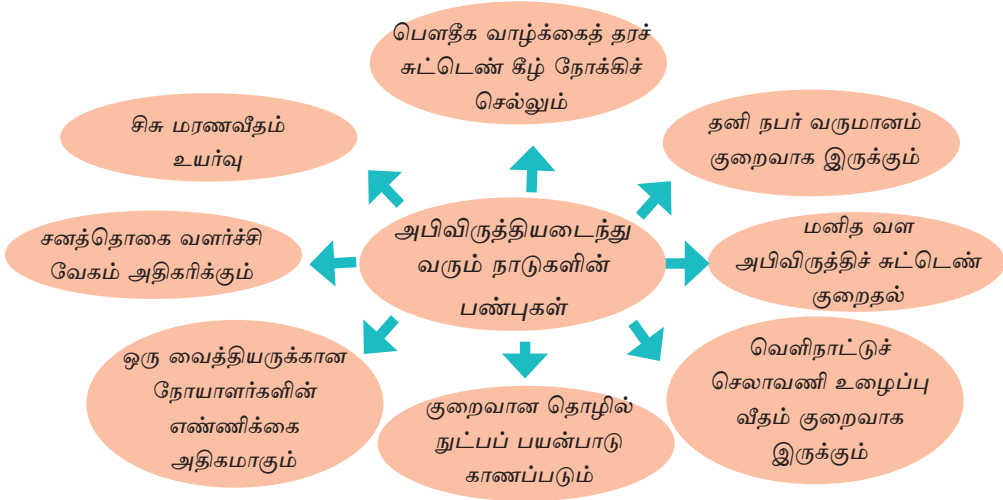 பௌதீக வாழ்க்கைத் தரச்
சுட்டெண் கீழ் நோக்கிச்
செல்லும்
சிசு மரணவீதம்
உயர்வு
தனி நபர் வருமானம்
குறைவாக இருக்கும்
சனத்தொகை வளர்ச்சி
வேகம் அதிகரிக்கும்
அபிவிருத்தியடைந்து
வரும் நாடுகளின்
பண்புகள்
மனித வள
அபிவிருத்திச் சுட்டெண்
குறைதல்
ஒரு வைத்தியருக்கான
நோயாளர்களின்
எண்ணிக்கை
அதிகமாகும்
குறைவான தொழில்
நுட்பப் பயன்பாடு
காணப்படும்
வெளிநாட்டுச்
செலாவணி உழைப்பு
வீதம் குறைவாக
இருக்கும்